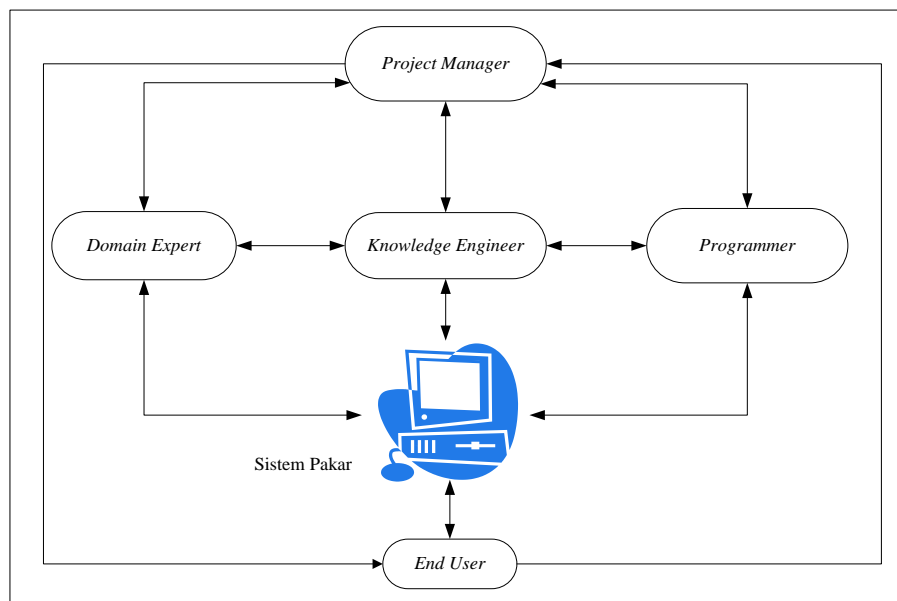 Project Manager
Domain Expert
Knowledge Engineer
Programmer
Sistem Pakar
End User